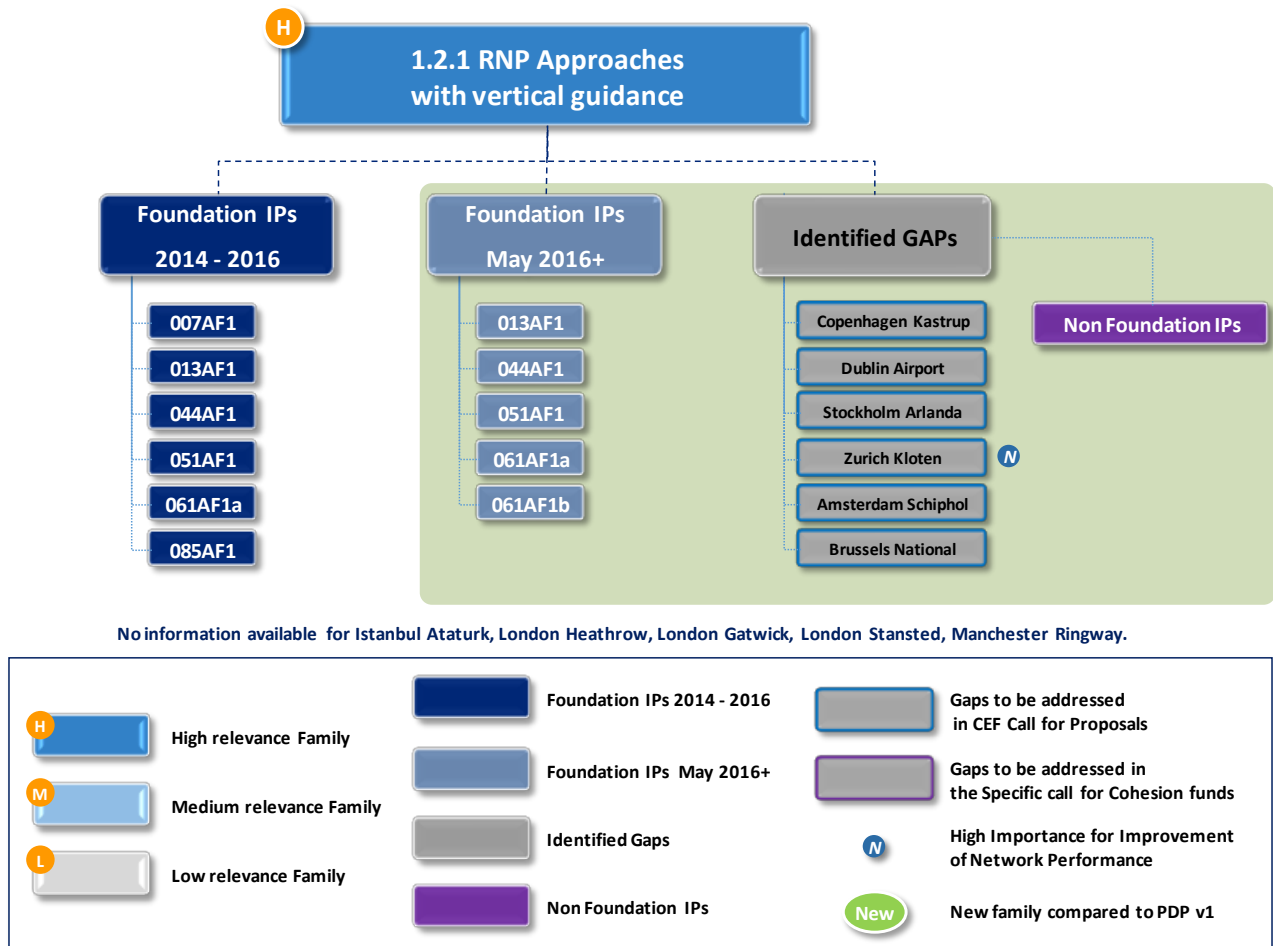 H
1.2.1 RNP Approaches
with vertical guidance
Foundation IPs
2014 - 2016
007AF1
013AF1
044AF1
051AF1
061AF1a
085AF1
Foundation IPs
May 2016+
013AF1
044AF1
051AF1
061AF1a
061AF1b
Identified GAPs
Copenhagen Kastrup
Dublin Airport
Stockholm Arlanda
Zurich Kloten
N
Amsterdam Schiphol
Brussels National
Non Foundation IPs
No information available for Istanbul Ataturk, London Heathrow, London Gatwick, London Stansted, Manchester Ringway.
H
High relevance Family
M
Medium relevance Family
L
Low relevance Family
Foundation IPs 2014 - 2016
Foundation IPs May 2016+
Identified Gaps
Non Foundation IPs
Gaps to be addressed
in CEF Call for Proposals
Gaps to be addressed in
the Specific call for Cohesion funds
N
High Importance for Improvement
of Network Performance
New
New family compared to PDP v1